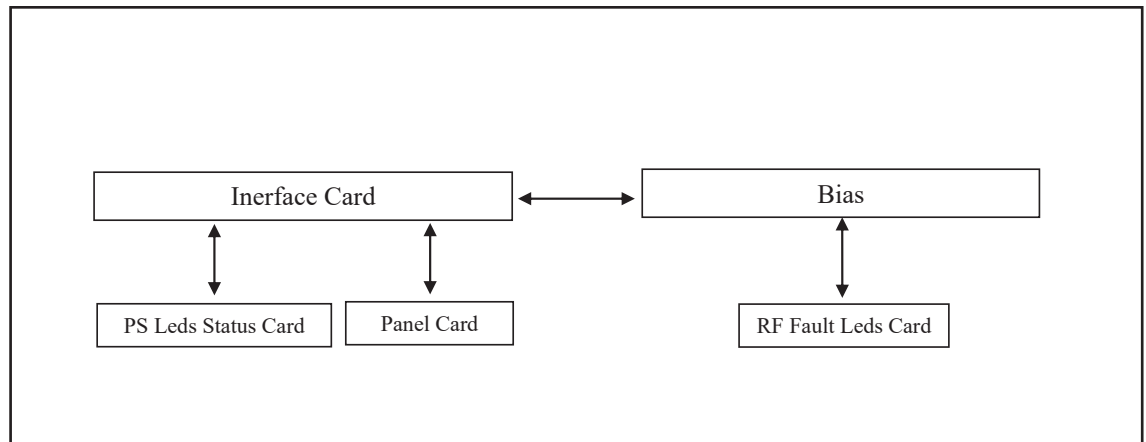 Inerface Card
Bias
PS Leds Status Card
Panel Card
RF Fault Leds Card